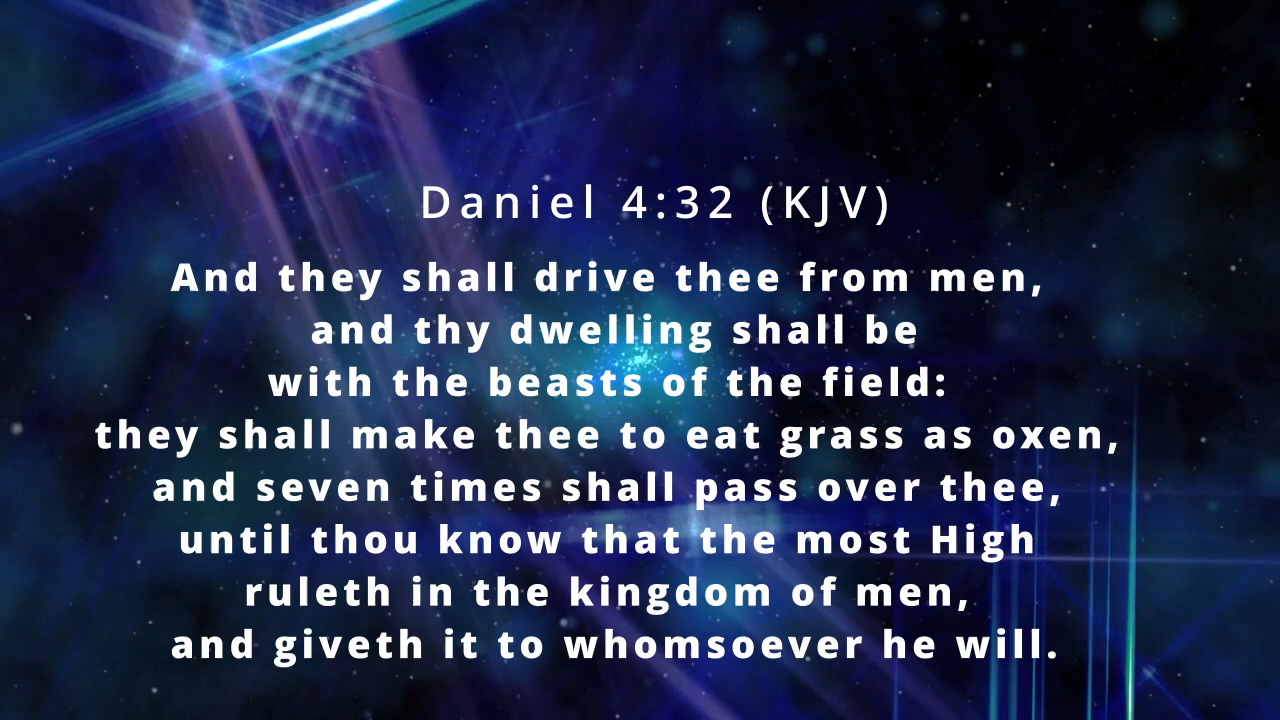 Daniel 4:32 (KJV)
And they shall drive thee from men,
and thy dwelling shall be
with the beasts of the field:
they shall make thee to eat grass as oxen,
and seven times shall pass over thee,
until thou know that the most High
ruleth in the kingdom of men,
and giveth it to whomsoever he will.